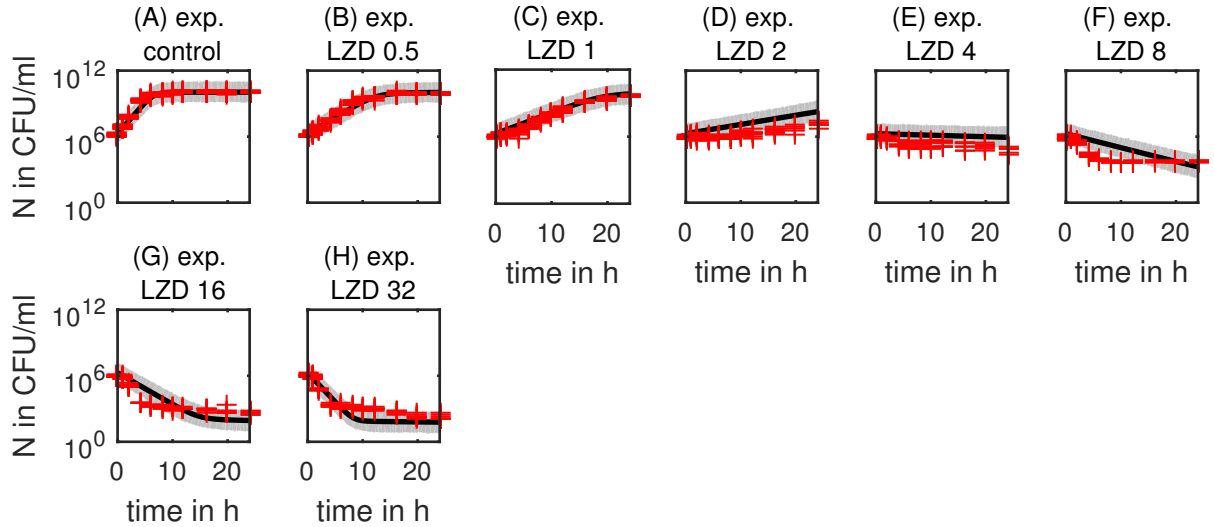 (A) exp.
control
(B) exp.
LZD 0.5
(C) exp.
LZD 1
(D) exp.
LZD 2
(E) exp.
LZD 4
(F) exp.
LZD 8
N in CFU/ml
10^12
10^6
10^0
0 10 20
time in h
0 10 20
time in h
0 10 20
time in h
0 10 20
time in h
(G) exp.
LZD 16
(H) exp.
LZD 32
N in CFU/ml
10^12
10^6
10^0
0 10 20
time in h
0 10 20
time in h